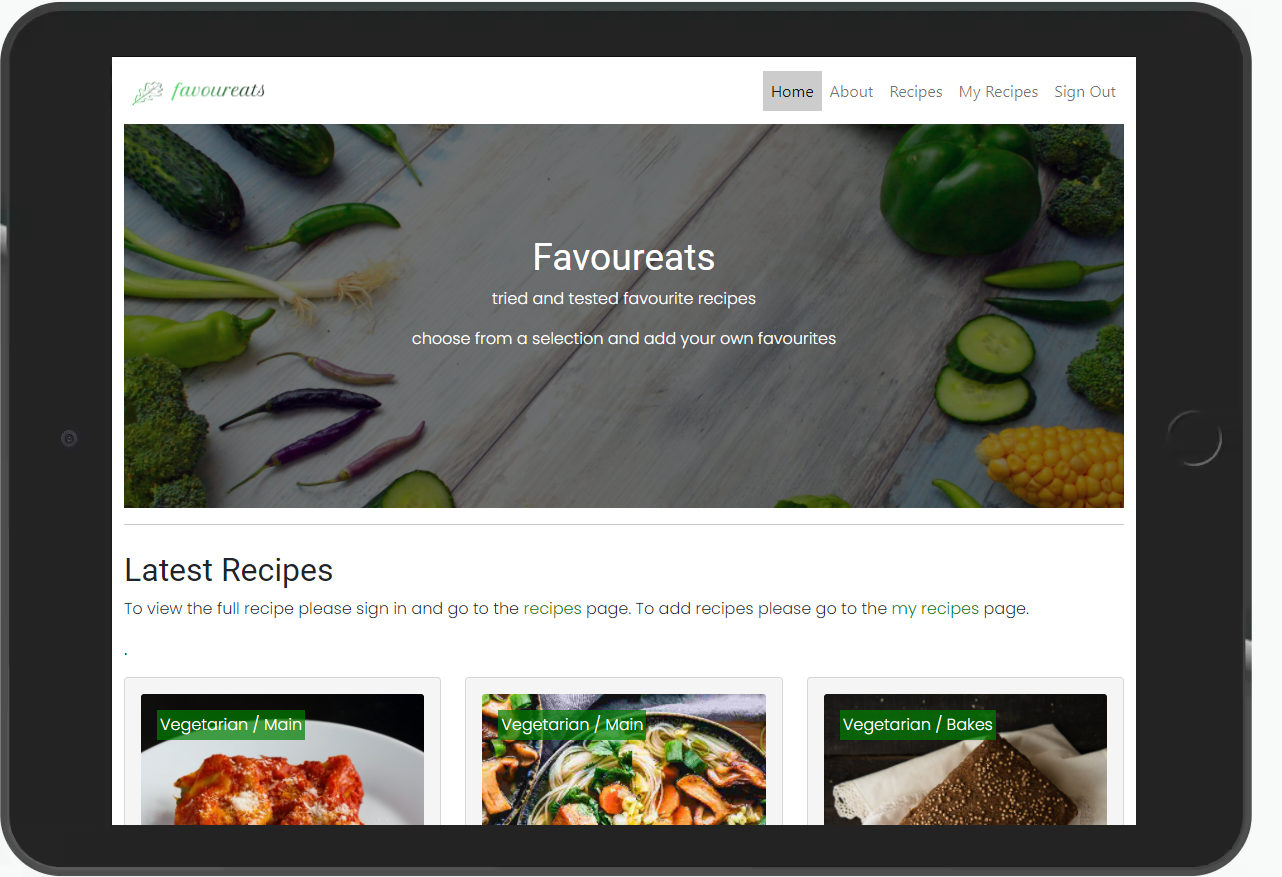 favoureats
Home About Recipes My Recipes Sign Out
Favoureats
tried and tested favourite recipes
choose from a selection and add your own favourites
Latest Recipes
To view the full recipe please sign in and go to the recipes page. To add recipes please go to the my recipes page.
.
Vegetarian / Main
Vegetarian / Main
Vegetarian / Bakes